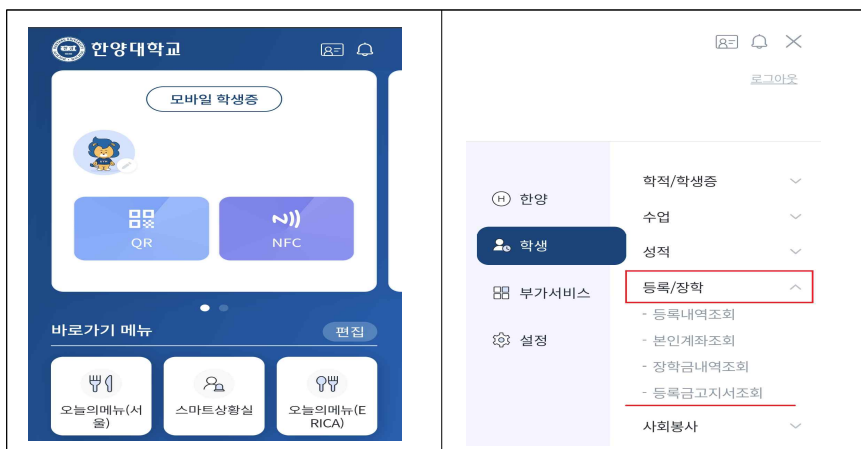 한양대학교
모바일 학생증
QR
NFC
바로가기 메뉴
편집
오늘의메뉴(서
울)
스마트상황실
오늘의메뉴(E
RICA)
로그아웃
H 한양
학생
부가서비스
설정
학적/학생증
수업
성적
등록/장학
- 등록내역조회
- 본인계좌조회
- 장학금내역조회
- 등록금고지서조회
사회봉사